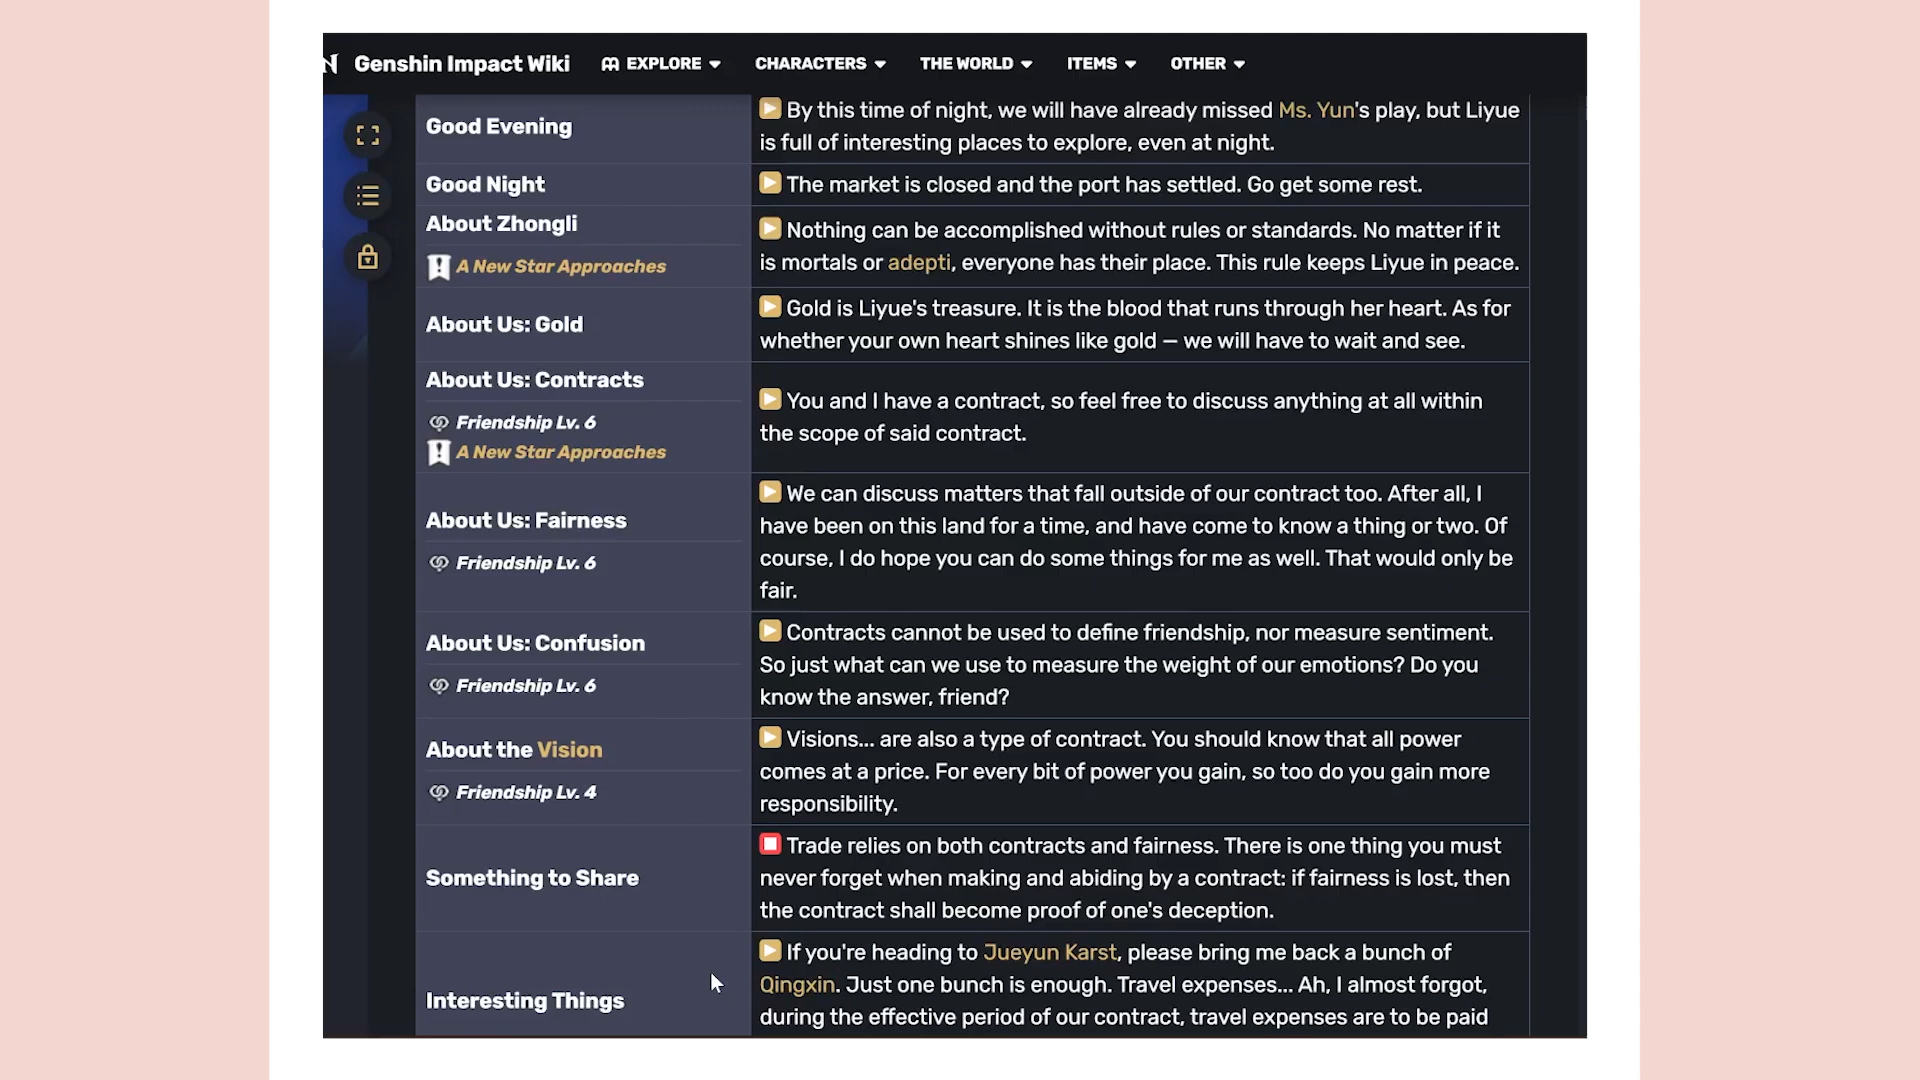 Genshin Impact Wiki EXPLORE CHARACTERS THE WORLD ITEMS OTHER
Good Evening
By this time of night, we will have already missed Ms. Yun's play, but Liyue
is full of interesting places to explore, even at night.
Good Night
The market is closed and the port has settled. Go get some rest.
About Zhongli
A New Star Approaches
Nothing can be accomplished without rules or standards. No matter if it
is mortals or adepti, everyone has their place. This rule keeps Liyue in peace.
About Us: Gold
Gold is Liyue's treasure. It is the blood that runs through her heart. As for
whether your own heart shines like gold — we will have to wait and see.
About Us: Contracts
Friendship Lv. 6
A New Star Approaches
You and I have a contract, so feel free to discuss anything at all within
the scope of said contract.
About Us: Fairness
Friendship Lv. 6
We can discuss matters that fall outside of our contract too. After all, I
have been on this land for a time, and have come to know a thing or two. Of
course, I do hope you can do some things for me as well. That would only be
fair.
About Us: Confusion
Friendship Lv. 6
Contracts cannot be used to define friendship, nor measure sentiment.
So just what can we use to measure the weight of our emotions? Do you
know the answer, friend?
About the Vision
Friendship Lv. 4
Visions... are also a type of contract. You should know that all power
comes at a price. For every bit of power you gain, so too do you gain more
responsibility.
Something to Share
Trade relies on both contracts and fairness. There is one thing you must
never forget when making and abiding by a contract: if fairness is lost, then
the contract shall become proof of one's deception.
Interesting Things
If you're heading to Jueyun Karst, please bring me back a bunch of
Qingxin. Just one bunch is enough. Travel expenses... Ah, I almost forgot,
during the effective period of our contract, travel expenses are to be paid